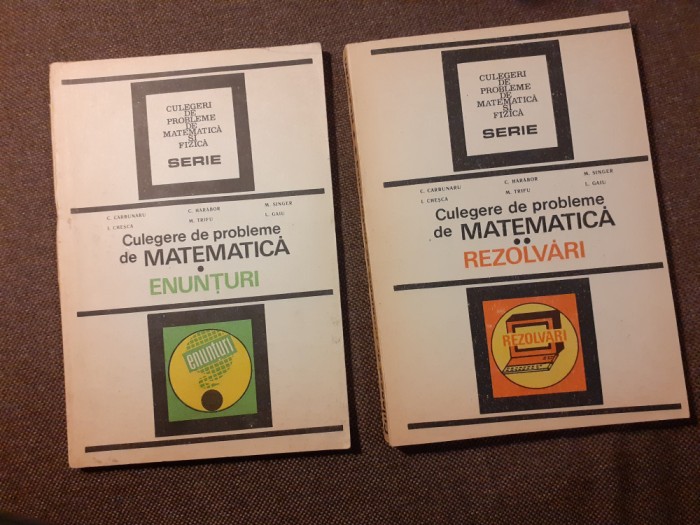 CULEGERI
DE
PROBLEME
DE
MATEMATICĂ
ȘI
FIZICĂ
SERIE
C. CĂRBUNARU C. HĂRĂBOR M. SINGER
I. CHEȘCA M. TRIFU L. GAIU
Culegere de probleme
de MATEMATICĂ
ENUNȚURI
enunțuri
CULEGERI
DE
PROBLEME
DE
MATEMATICĂ
ȘI
FIZICĂ
SERIE
C. CĂRBUNARU C. HĂRĂBOR M. SINGER
I. CHEȘCA M. TRIFU L. GAIU
Culegere de probleme
de MATEMATICĂ
REZOLVĂRI
REZOLVĂRI